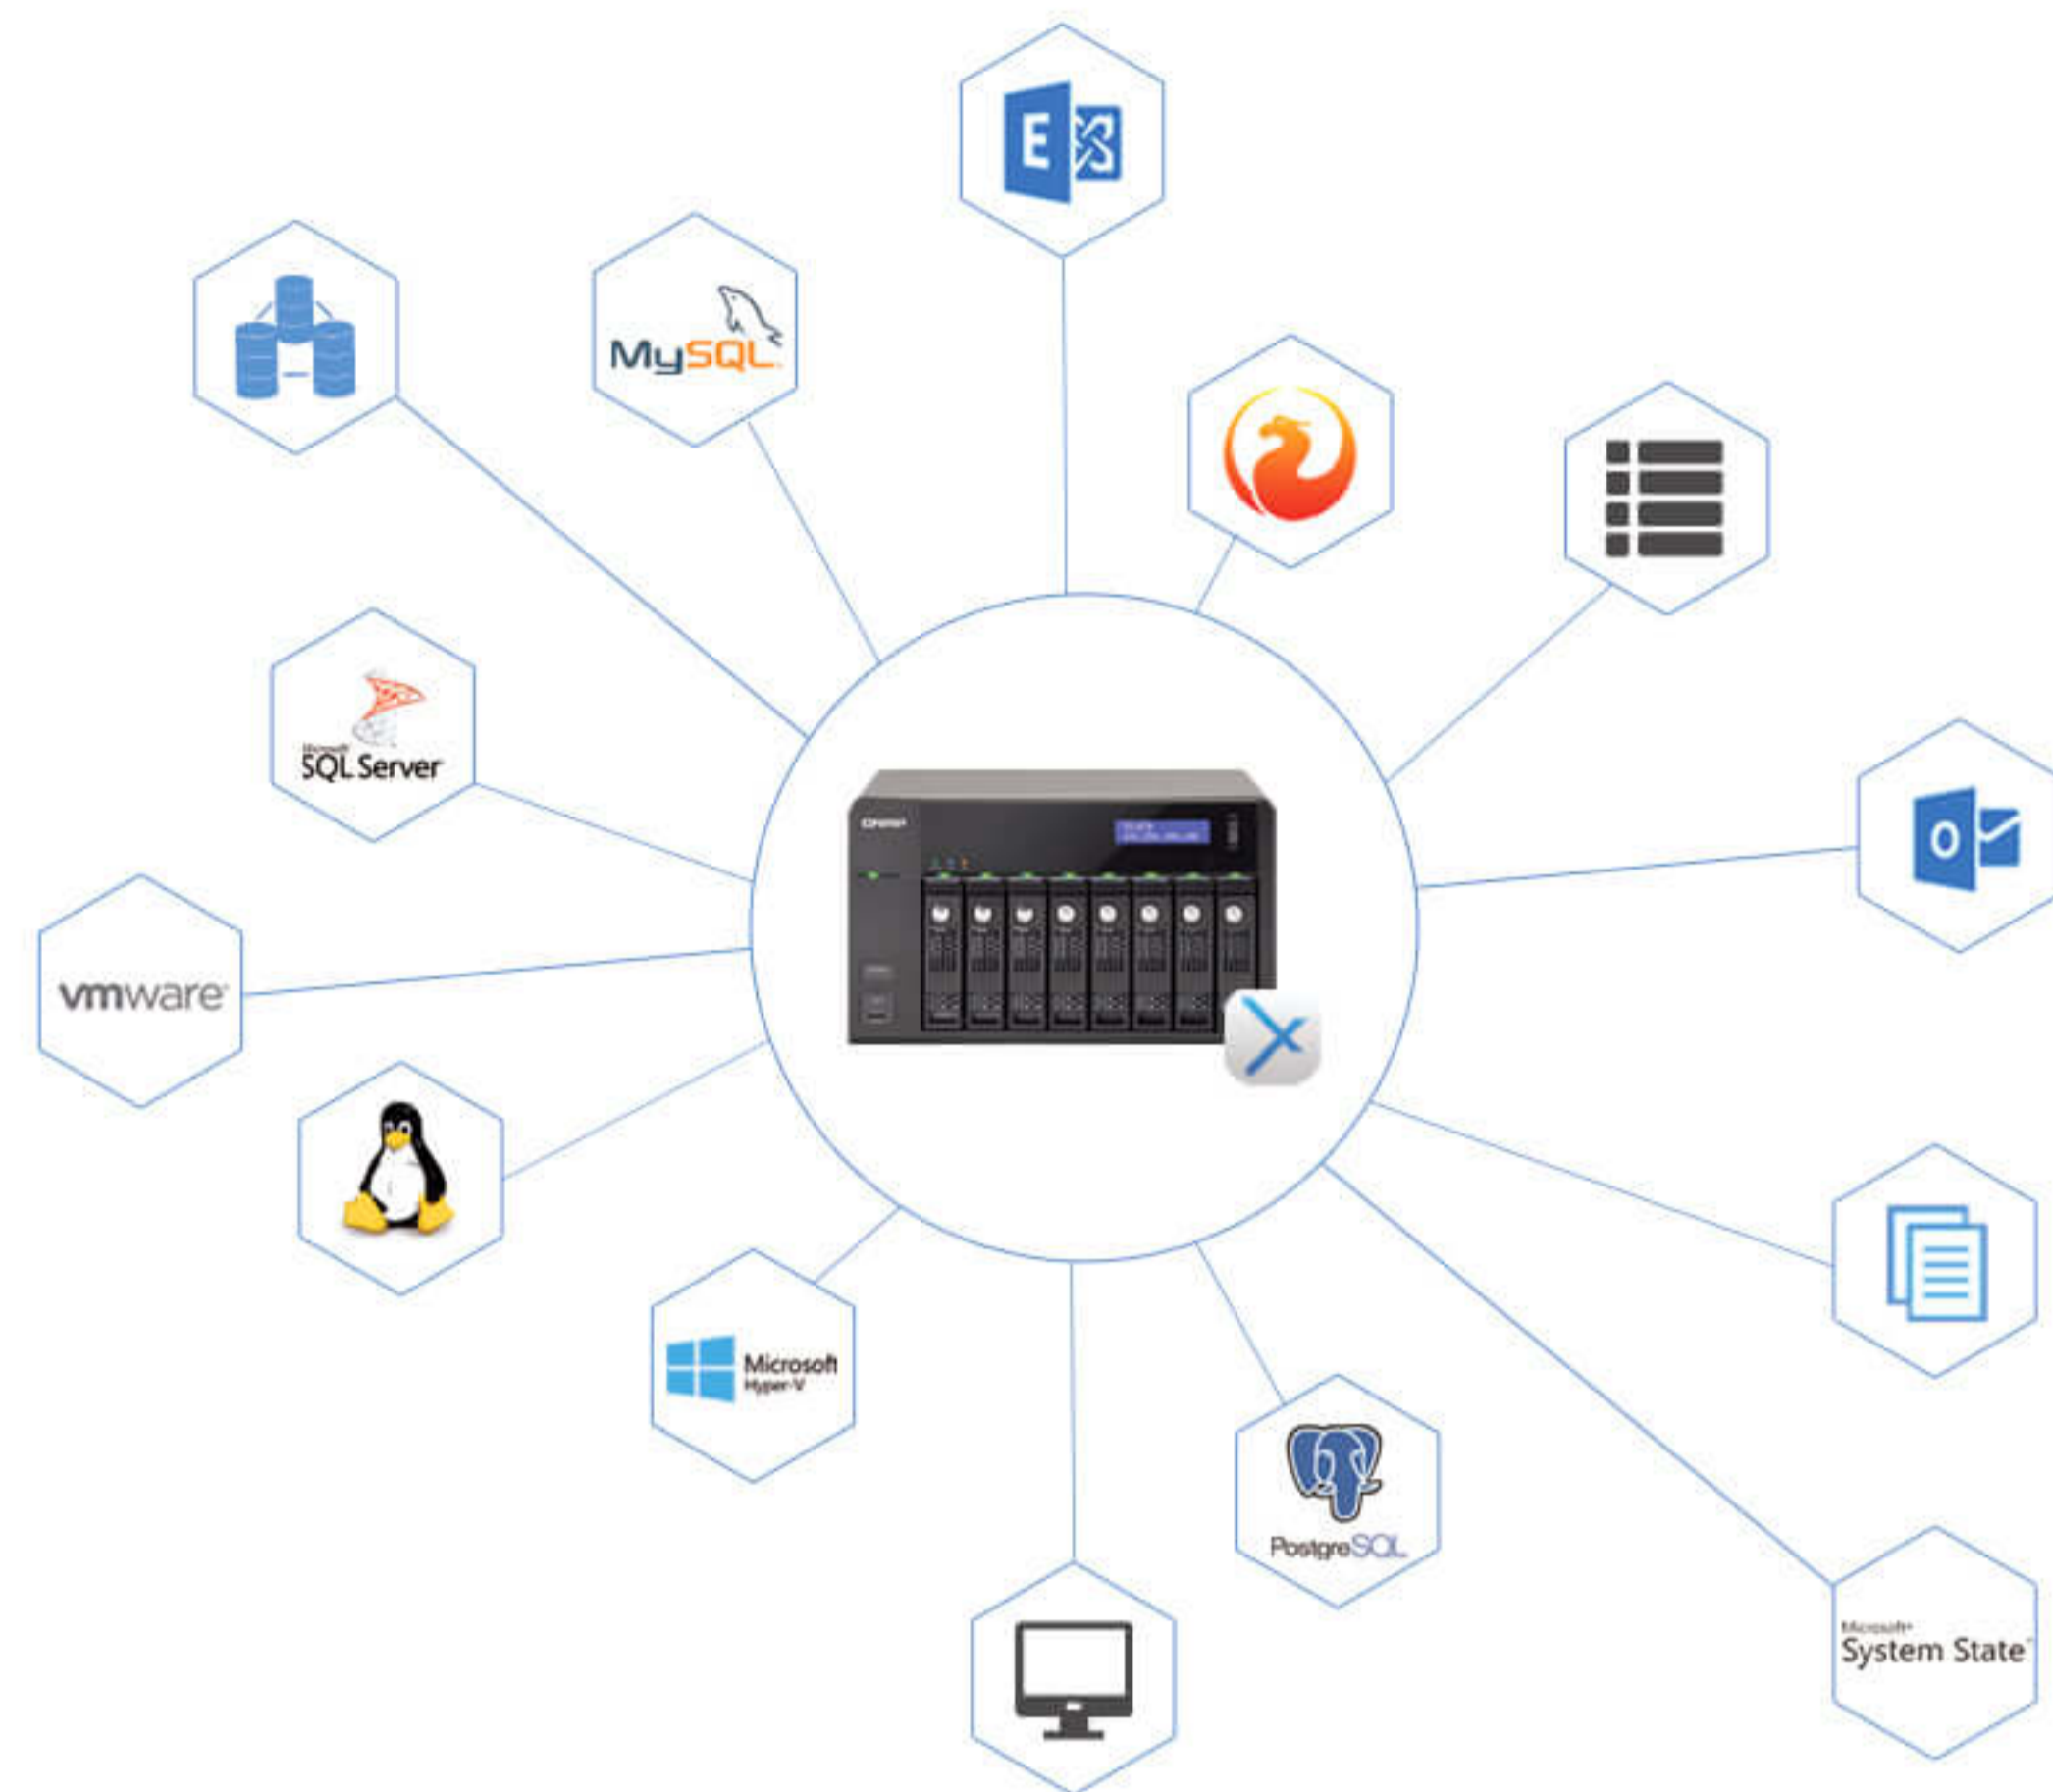 E
MySQL
Microsoft
SQL Server
O
vmware
QNAP
Microsoft
Hyper-V
PostgreSQL
Microsoft
System State